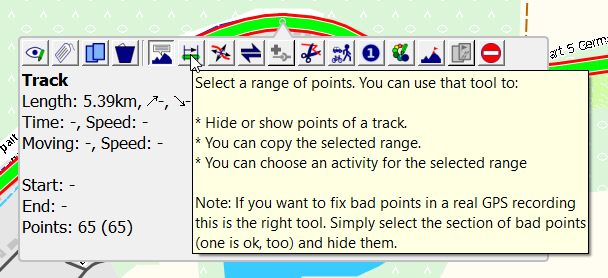 art 5 Germa
part
Track
Length: 5.39km, ↗-, ↘-
Time: -, Speed: -
Moving: -, Speed: -
Start: -
End: -
Points: 65 (65)
1
Select a range of points. You can use that tool to:
* Hide or show points of a track.
* You can copy the selected range.
* You can choose an activity for the selected range
Note: If you want to fix bad points in a real GPS recording
this is the right tool. Simply select the section of bad points
(one is ok, too) and hide them.